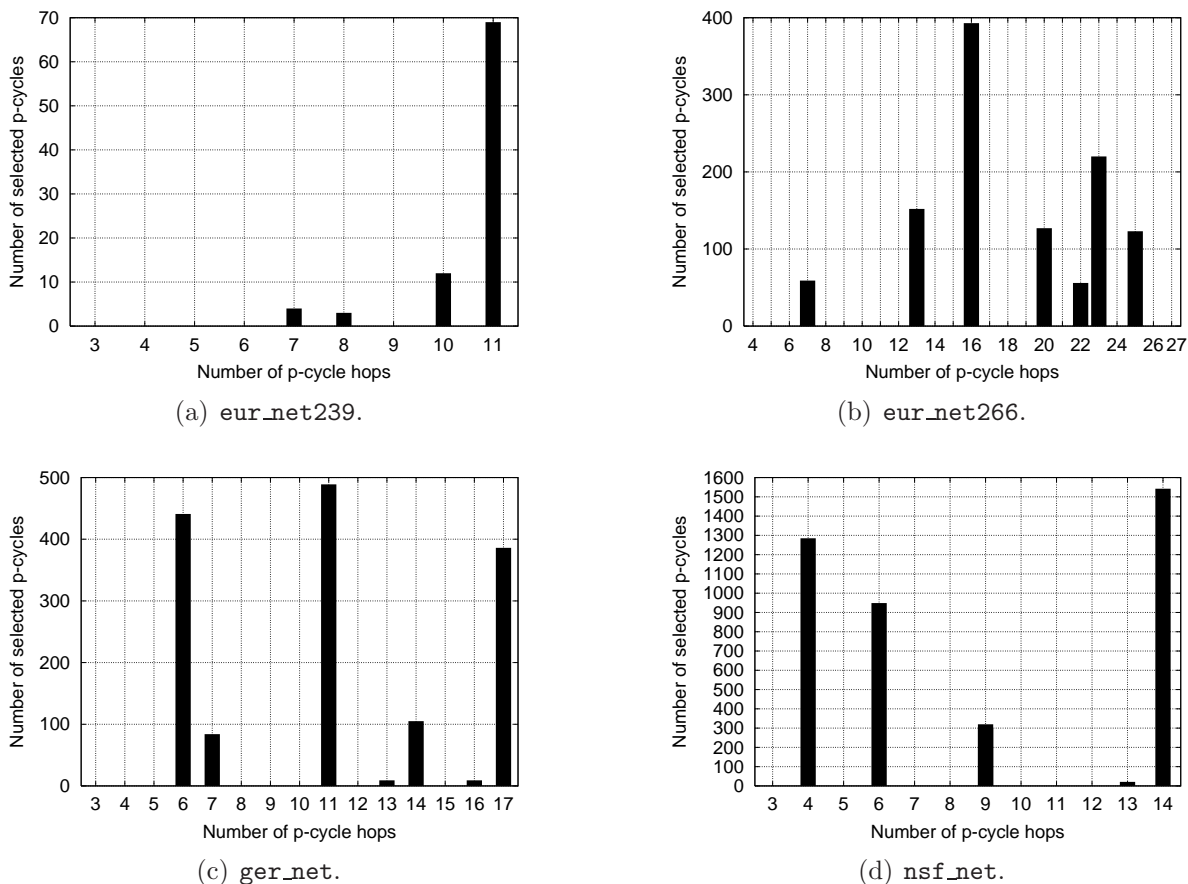 Number of selected p-cycles
70
60
50
40
30
20
10
0
3 4 5 6 7 8 9 10 11
Number of p-cycle hops
(a) eur_net239.
Number of selected p-cycles
400
300
200
100
0
4 6 8 10 12 14 16 18 20 22 24 26 27
Number of p-cycle hops
(b) eur_net266.
Number of selected p-cycles
500
400
300
200
100
0
3 4 5 6 7 8 9 10 11 12 13 14 15 16 17
Number of p-cycle hops
(c) ger_net.
Number of selected p-cycles
1600
1500
1400
1300
1200
1100
1000
900
800
700
600
500
400
300
200
100
0
3 4 5 6 7 8 9 10 11 12 13 14
Number of p-cycle hops
(d) nsf_net.